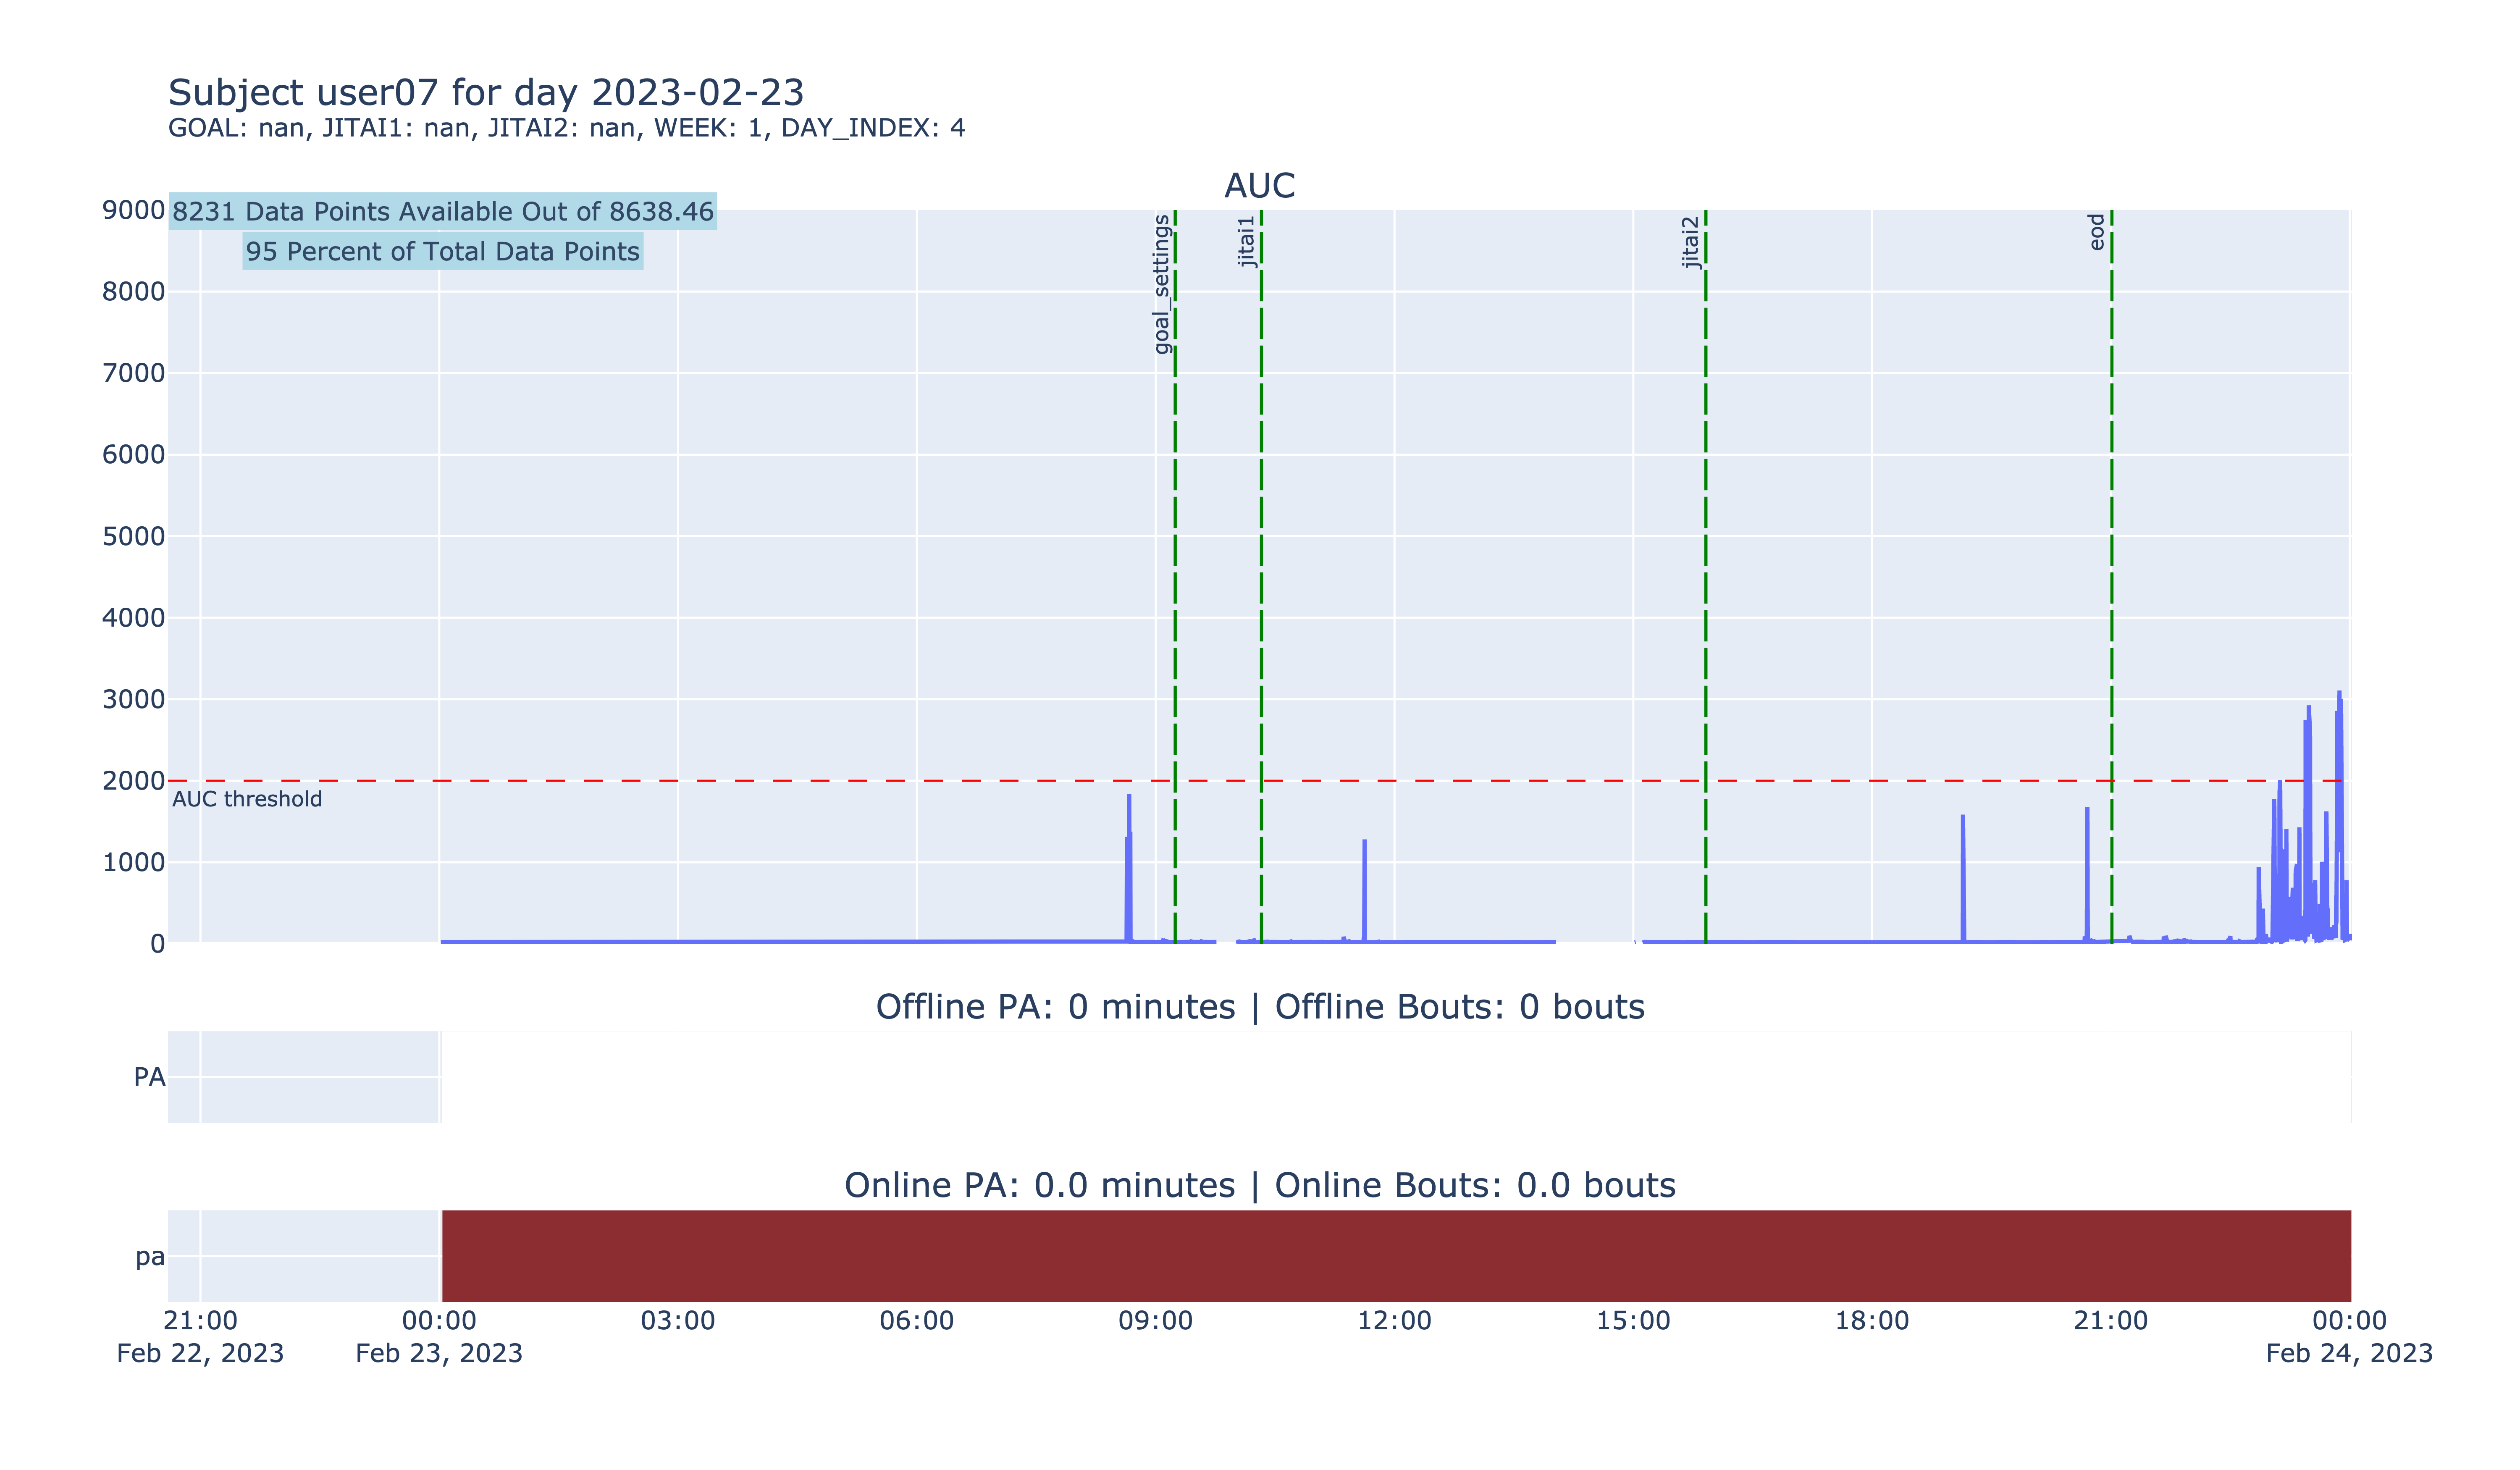 Subject user07 for day 2023-02-23
GOAL: nan, JITAI1: nan, JITAI2: nan, WEEK: 1, DAY_INDEX: 4
AUC
8231 Data Points Available Out of 8638.46
95 Percent of Total Data Points
goal_settings
jitai1
jitai2
eod
9000
8000
7000
6000
5000
4000
3000
2000
1000
0
AUC threshold
Offline PA: 0 minutes | Offline Bouts: 0 bouts
PA
Online PA: 0.0 minutes | Online Bouts: 0.0 bouts
pa
21:00 00:00 03:00 06:00 09:00 12:00 15:00 18:00 21:00 00:00
Feb 22, 2023 Feb 23, 2023 Feb 24, 2023